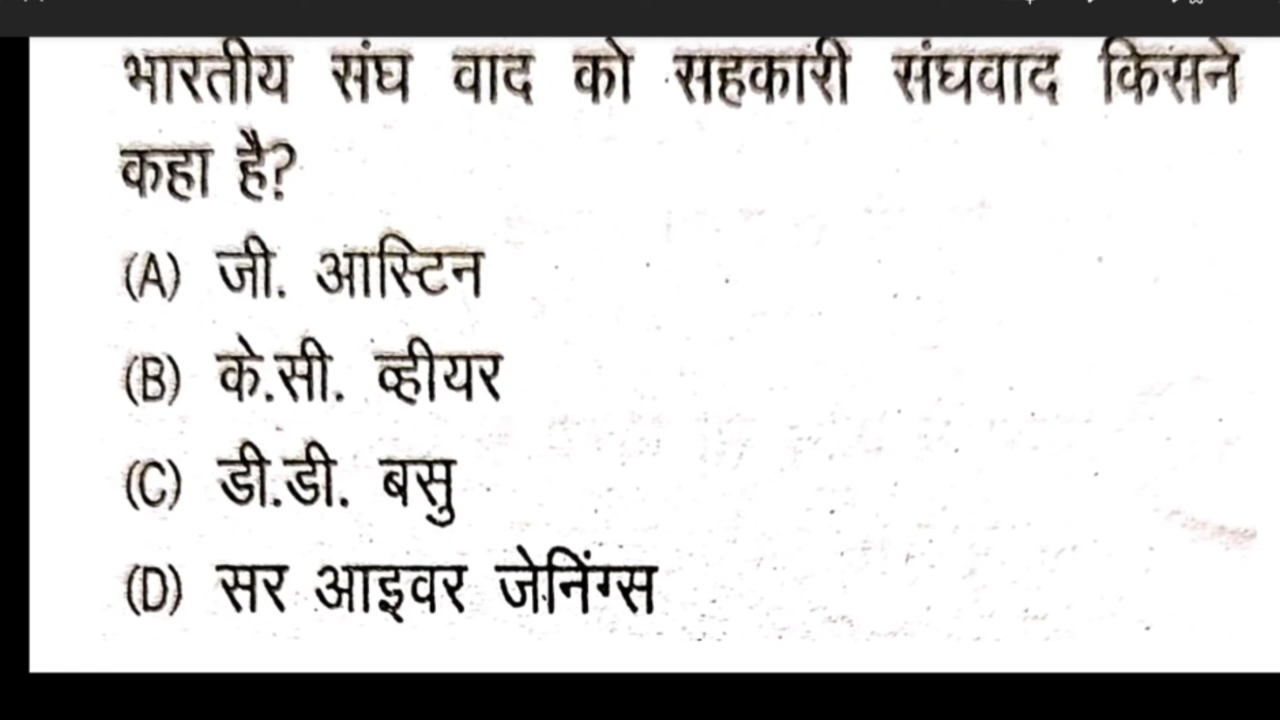 भारतीय संघ वाद को सहकारी संघवाद किसने
कहा है?
(A) जी. आस्टिन
(B) के.सी. व्हीयर
(C) डी.डी. बसु
(D) सर आइवर जेनिंग्स